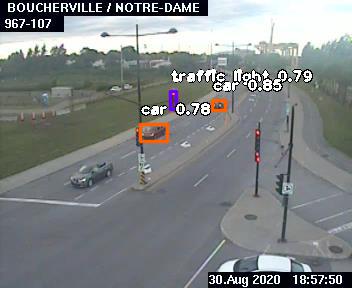 BOUCHERVILLE / NOTRE-DAME
967-107
traffic light 0.79
car 0.85
car 0.78
30.Aug 2020 18:57:50